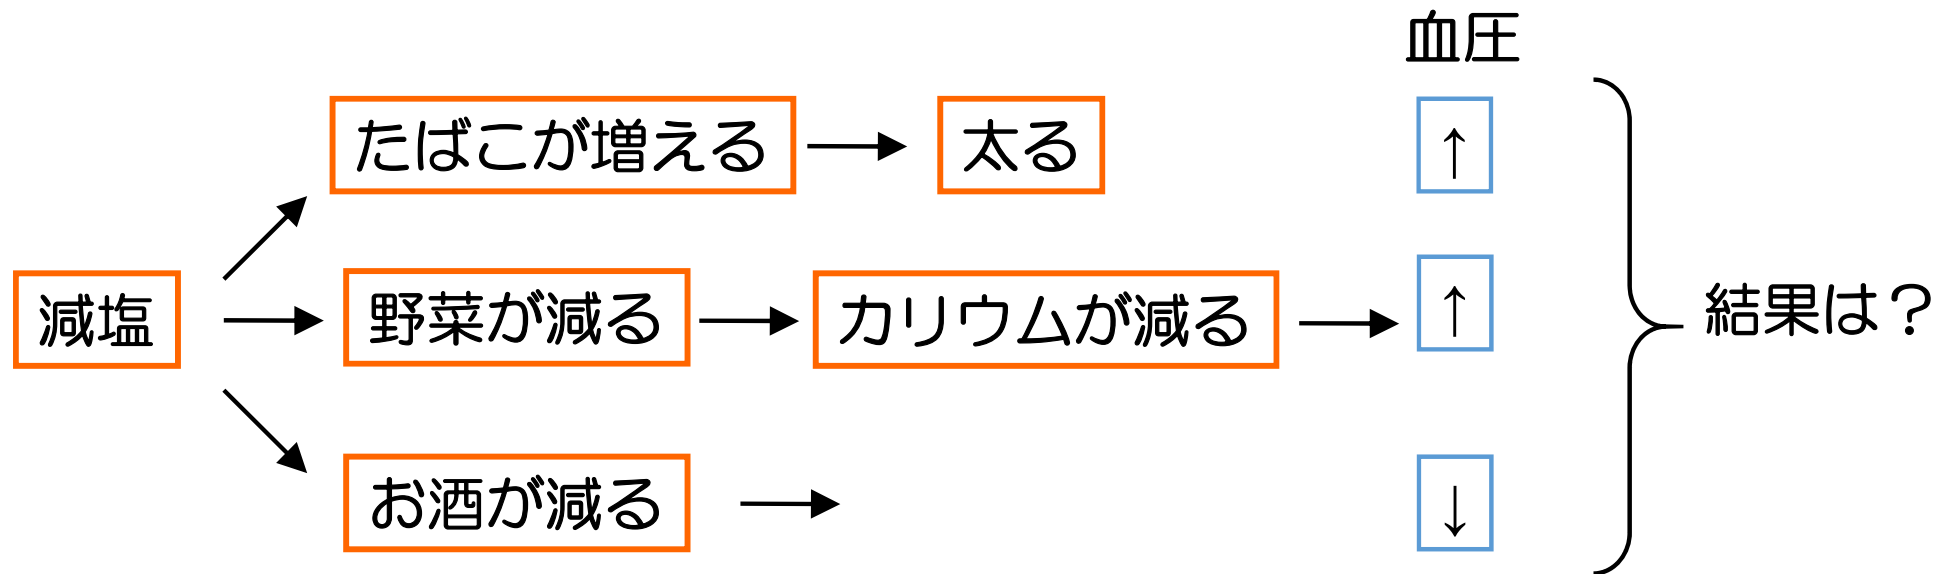 血圧
たばこが増える
太る
↑
減塩
野菜が減る
カリウムが減る
↑
結果は？
お酒が減る
↓